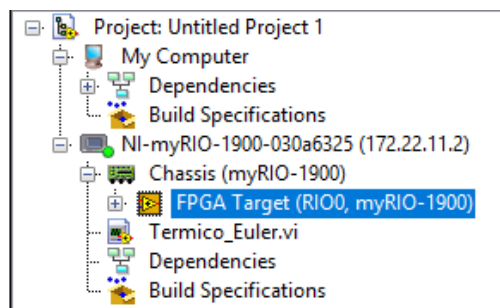 Project: Untitled Project 1
My Computer
Dependencies
Build Specifications
NI-myRIO-1900-030a6325 (172.22.11.2)
Chassis (myRIO-1900)
FPGA Target (RIO0, myRIO-1900)
Termico_Euler.vi
Dependencies
Build Specifications